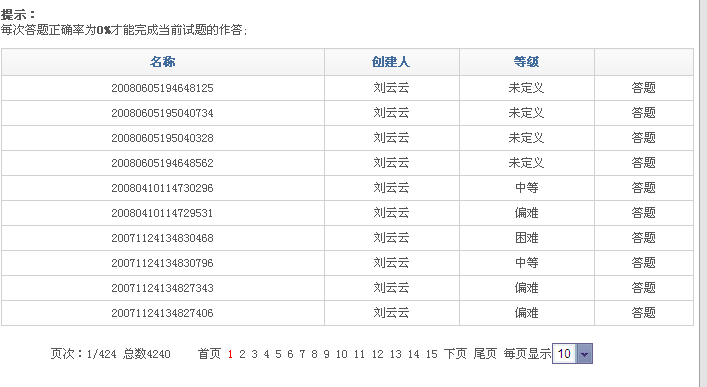 提示：
每次答题正确率为0%才能完成当前试题的作答;
名称 创建人 等级
20080605194648125 刘云云 未定义 答题
20080605195040734 刘云云 未定义 答题
20080605195040328 刘云云 未定义 答题
20080605194648562 刘云云 未定义 答题
20080410114730296 刘云云 中等 答题
20080410114729531 刘云云 偏难 答题
20071124134830468 刘云云 困难 答题
20071124134830796 刘云云 中等 答题
20071124134827343 刘云云 偏难 答题
20071124134827406 刘云云 偏难 答题
页次：1/424 总数4240 首页 1 2 3 4 5 6 7 8 9 10 11 12 13 14 15 下页 尾页 每页显示 10